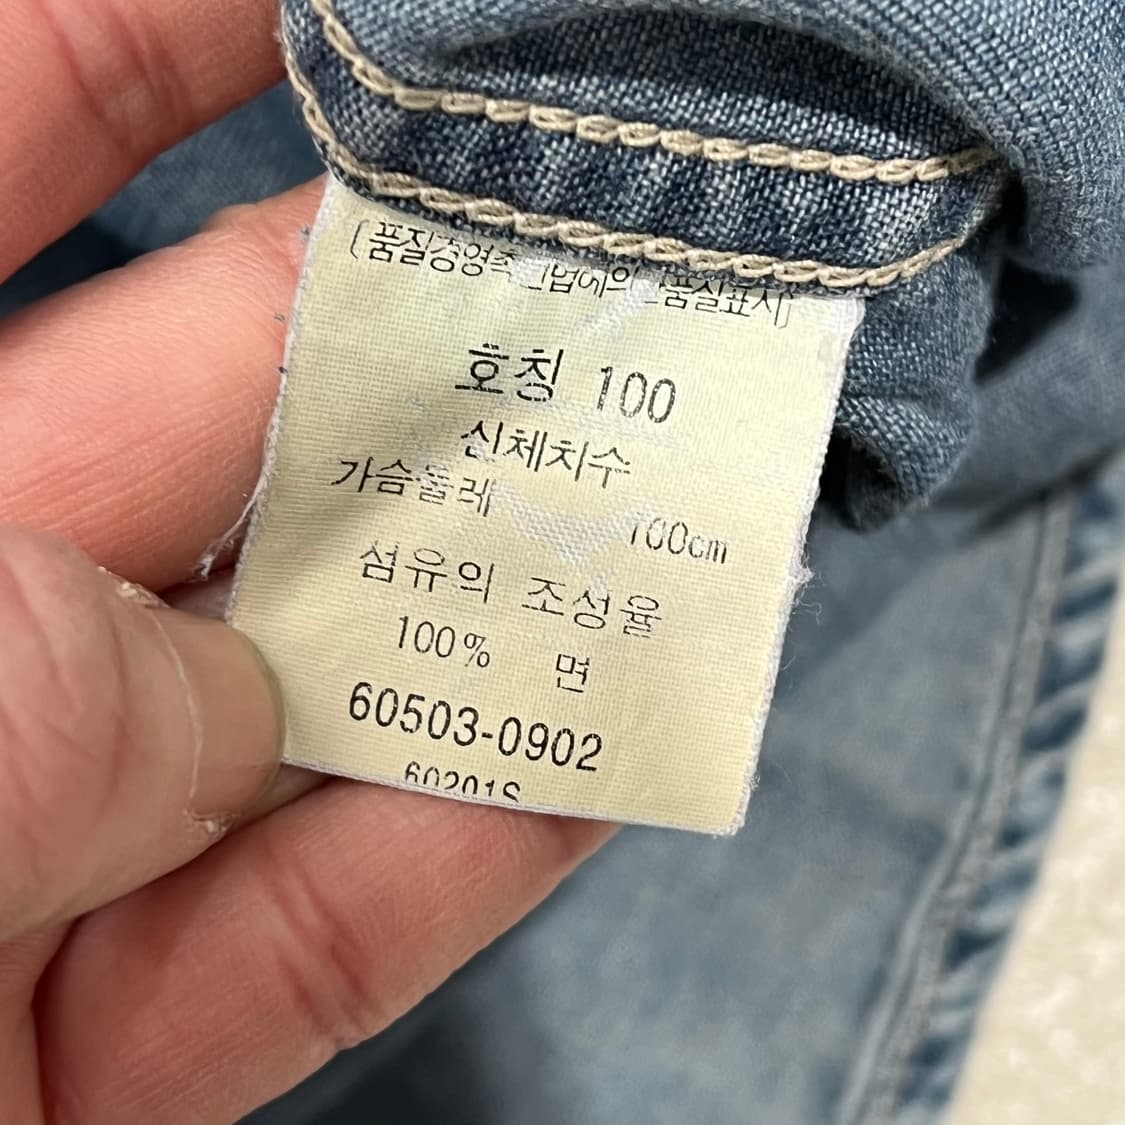 (품질경영촉진법에의한품질표시)
호칭 100
신체치수
가슴둘레 100cm
섬유의 조성율
100% 면
60503-0902
60201S